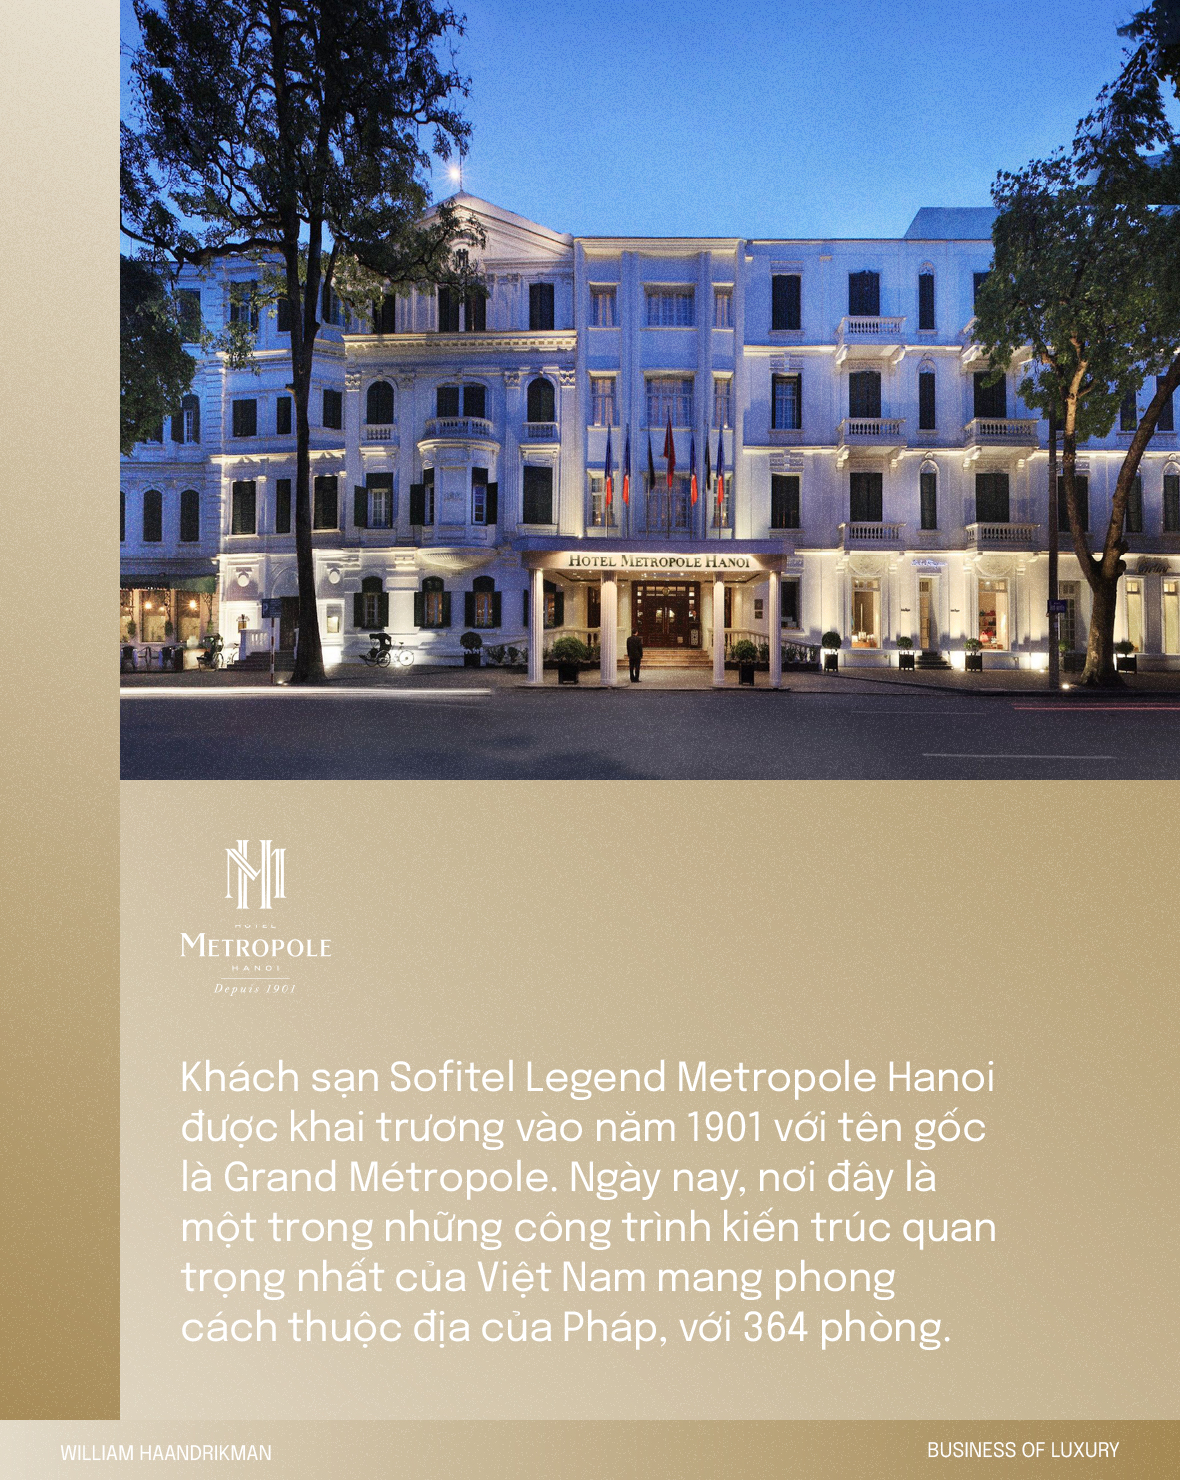 HOTEL METROPOLE HANOI
HOTEL
METROPOLE
HANOI
Depuis 1901
Khách sạn Sofitel Legend Metropole Hanoi
được khai trương vào năm 1901 với tên gốc
là Grand Métropole. Ngày nay, nơi đây là
một trong những công trình kiến trúc quan
trọng nhất của Việt Nam mang phong
cách thuộc địa của Pháp, với 364 phòng.
WILLIAM HAANDRIKMAN
BUSINESS OF LUXURY